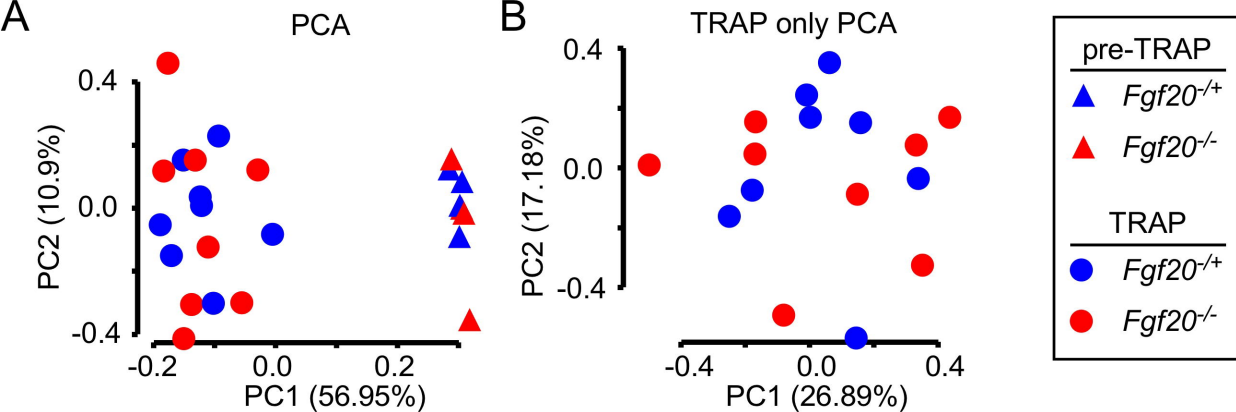 A
PCA
PC2 (10.9%)
0.4
0.0
-0.4
-0.2
0.0
0.2
PC1 (56.95%)
B
TRAP only PCA
PC2 (17.18%)
0.4
0.0
-0.4
-0.4
0.0
0.4
PC1 (26.89%)
pre-TRAP
Fgf20-/+
Fgf20-/-
TRAP
Fgf20-/+
Fgf20-/-